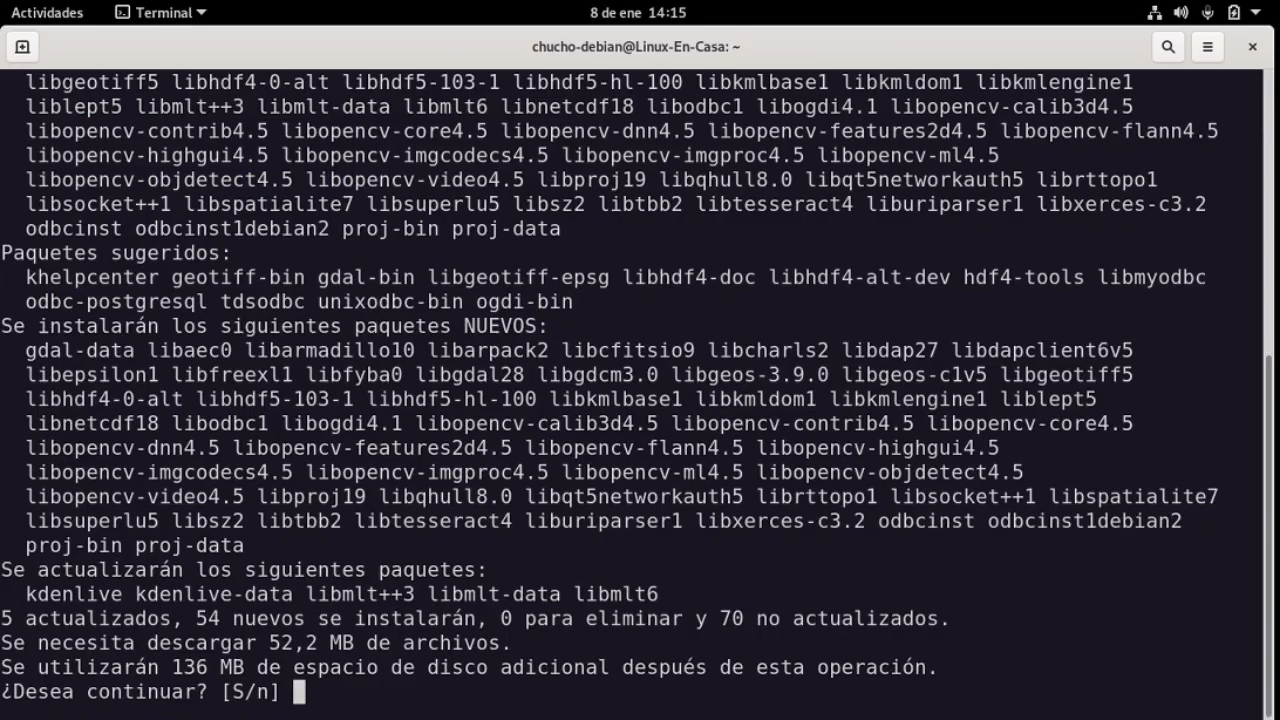 Actividades Terminal 8 de ene 14:15
chucho-debian@Linux-En-Casa: ~
libgeotiff5 libhdf4-0-alt libhdf5-103-1 libhdf5-hl-100 libkmlbase1 libkmldom1 libkmlengine1
liblept5 libmlt++3 libmlt-data libmlt6 libnetcdf18 libodbc1 libogdi4.1 libopencv-calib3d4.5
libopencv-contrib4.5 libopencv-core4.5 libopencv-dnn4.5 libopencv-features2d4.5 libopencv-flann4.5
libopencv-highgui4.5 libopencv-imgcodecs4.5 libopencv-imgproc4.5 libopencv-ml4.5
libopencv-objdetect4.5 libopencv-video4.5 libproj19 libqhull8.0 libqt5networkauth5 librttopo1
libsocket++1 libspatialite7 libsuperlu5 libsz2 libtbb2 libtesseract4 liburiparser1 libxerces-c3.2
odbcinst odbcinst1debian2 proj-bin proj-data
Paquetes sugeridos:
khelpcenter geotiff-bin gdal-bin libgeotiff-epsg libhdf4-doc libhdf4-alt-dev hdf4-tools libmyodbc
odbc-postgresql tdsodbc unixodbc-bin ogdi-bin
Se instalarán los siguientes paquetes NUEVOS:
gdal-data libaec0 libarmadillo10 libarpack2 libcfitsio9 libcharls2 libdap27 libdapclient6v5
libepsilon1 libfreexl1 libfyba0 libgdal28 libgdcm3.0 libgeos-3.9.0 libgeos-c1v5 libgeotiff5
libhdf4-0-alt libhdf5-103-1 libhdf5-hl-100 libkmlbase1 libkmldom1 libkmlengine1 liblept5
libnetcdf18 libodbc1 libogdi4.1 libopencv-calib3d4.5 libopencv-contrib4.5 libopencv-core4.5
libopencv-dnn4.5 libopencv-features2d4.5 libopencv-flann4.5 libopencv-highgui4.5
libopencv-imgcodecs4.5 libopencv-imgproc4.5 libopencv-ml4.5 libopencv-objdetect4.5
libopencv-video4.5 libproj19 libqhull8.0 libqt5networkauth5 librttopo1 libsocket++1 libspatialite7
libsuperlu5 libsz2 libtbb2 libtesseract4 liburiparser1 libxerces-c3.2 odbcinst odbcinst1debian2
proj-bin proj-data
Se actualizarán los siguientes paquetes:
kdenlive kdenlive-data libmlt++3 libmlt-data libmlt6
5 actualizados, 54 nuevos se instalarán, 0 para eliminar y 70 no actualizados.
Se necesita descargar 52,2 MB de archivos.
Se utilizarán 136 MB de espacio de disco adicional después de esta operación.
¿Desea continuar? [S/n]